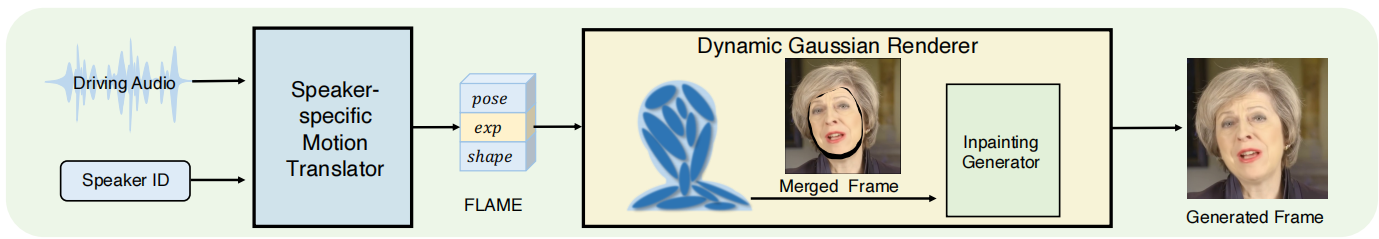 Driving Audio
Speaker ID
Speaker-
specific
Motion
Translator
pose
exp
shape
FLAME
Dynamic Gaussian Renderer
Merged Frame
Inpainting
Generator
Generated Frame